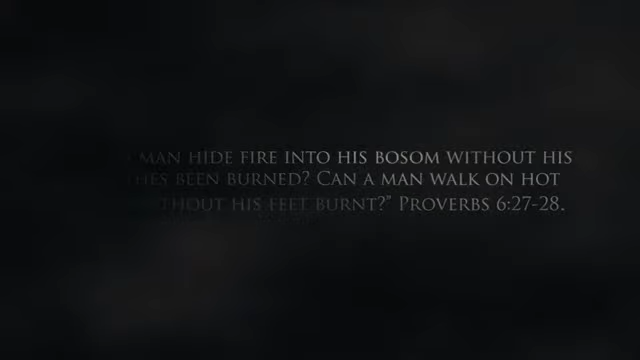 MAN HIDE FIRE INTO HIS BOSOM WITHOUT HIS
BEEN BURNED? CAN A MAN WALK ON HOT
HIS FEET BURNT?" PROVERBS 6:27-28.